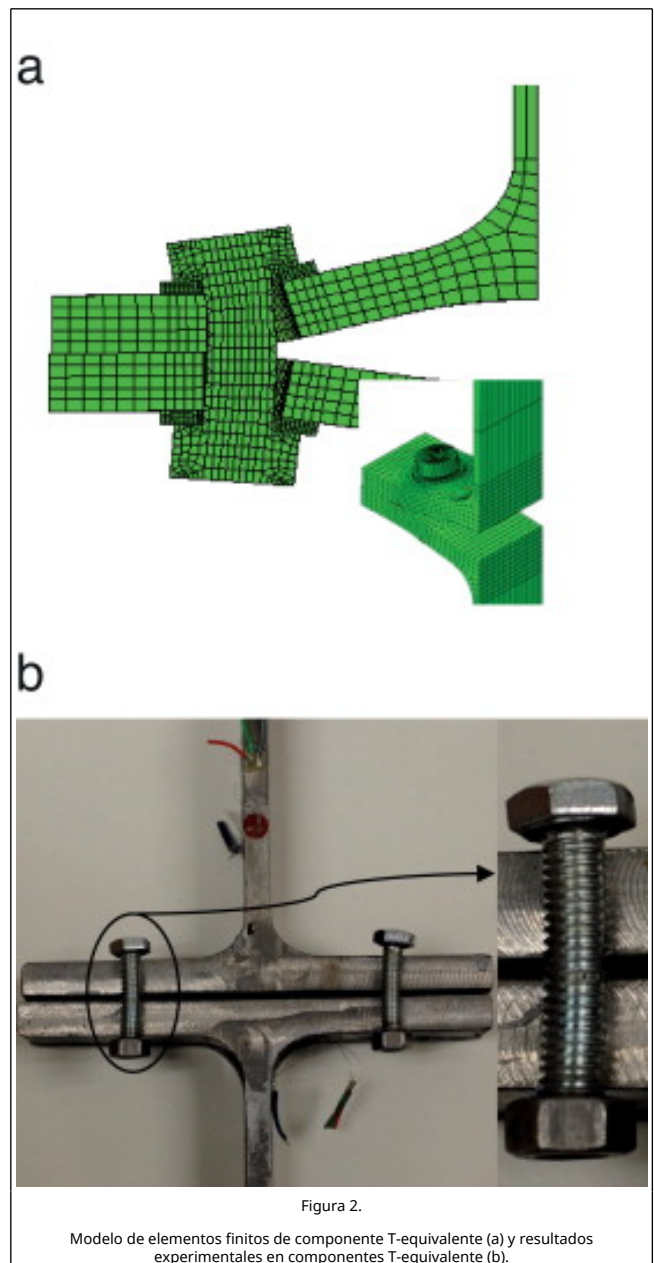 a
b
Figura 2.
Modelo de elementos finitos de componente T-equivalente (a) y resultados
experimentales en componentes T-equivalente (b).